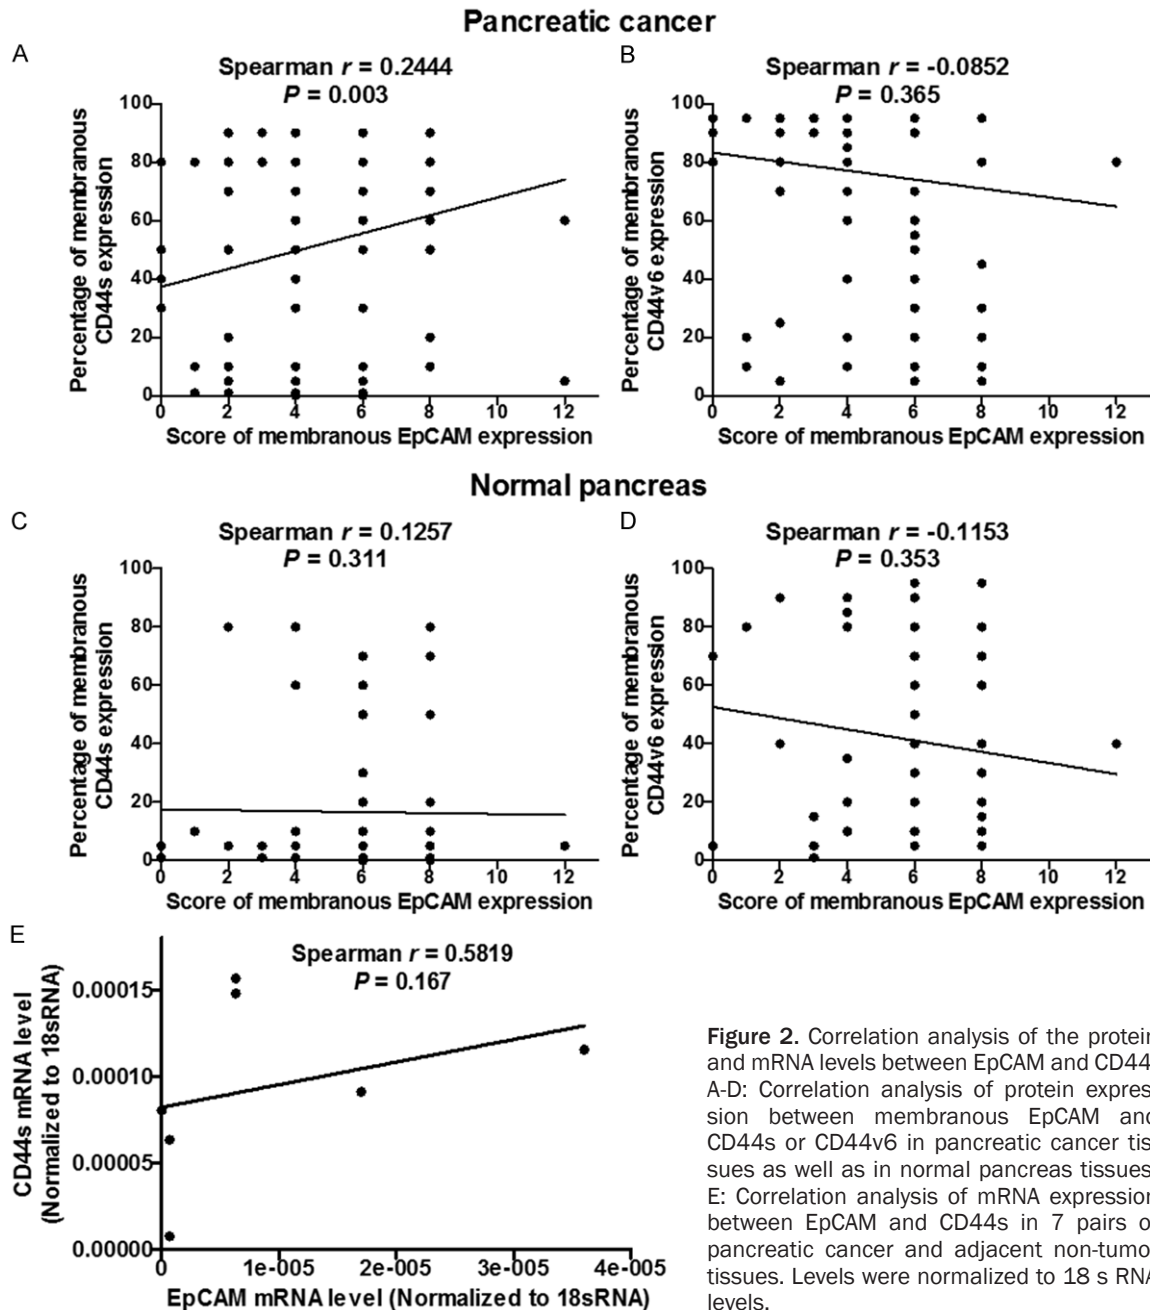 Pancreatic cancer
A
Spearman r = 0.2444
P = 0.003
Percentage of membranous
CD44s expression
100
80
60
40
20
0
0 2 4 6 8 10 12
Score of membranous EpCAM expression
B
Spearman r = -0.0852
P = 0.365
Percentage of membranous
CD44v6 expression
100
80
60
40
20
0
0 2 4 6 8 10 12
Score of membranous EpCAM expression
Normal pancreas
C
Spearman r = 0.1257
P = 0.311
Percentage of membranous
CD44s expression
100
80
60
40
20
0
0 2 4 6 8 10 12
Score of membranous EpCAM expression
D
Spearman r = -0.1153
P = 0.353
Percentage of membranous
CD44v6 expression
100
80
60
40
20
0
0 2 4 6 8 10 12
Score of membranous EpCAM expression
E
Spearman r = 0.5819
P = 0.167
CD44s mRNA level
(Normalized to 18sRNA)
0.00015
0.00010
0.00005
0.00000
0 1e-005 2e-005 3e-005 4e-005
EpCAM mRNA level (Normalized to 18sRNA)
Figure 2. Correlation analysis of the protein
and mRNA levels between EpCAM and CD44
A-D: Correlation analysis of protein expres
sion between membranous EpCAM and
CD44s or CD44v6 in pancreatic cancer tis
sues as well as in normal pancreas tissues
E: Correlation analysis of mRNA expression
between EpCAM and CD44s in 7 pairs o
pancreatic cancer and adjacent non-tumo
tissues. Levels were normalized to 18 s RNA
levels.